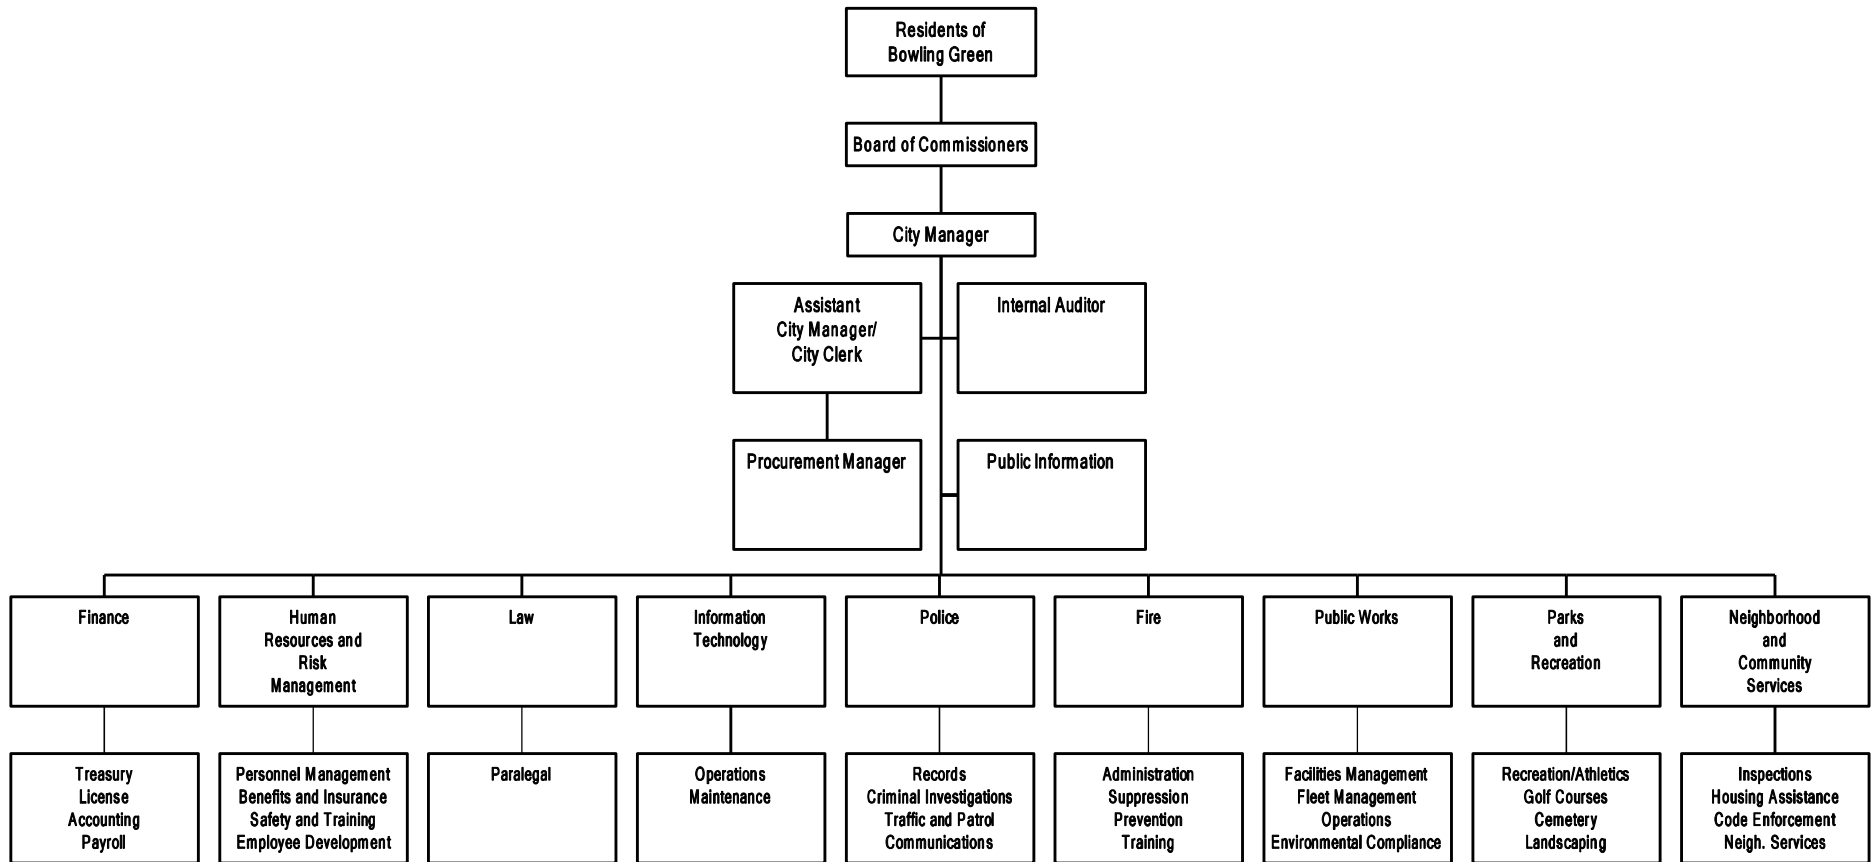 Residents of
Bowling Green
Board of Commissioners
City Manager
Assistant
City Manager/
City Clerk
Internal Auditor
Procurement Manager
Public Information
Finance
Human
Resources and
Risk
Management
Law
Information
Technology
Police
Fire
Public Works
Parks
and
Recreation
Neighborhood
and
Community
Services
Treasury
License
Accounting
Payroll
Personnel Management
Benefits and Insurance
Safety and Training
Employee Development
Paralegal
Operations
Maintenance
Records
Criminal Investigations
Traffic and Patrol
Communications
Administration
Suppression
Prevention
Training
Facilities Management
Fleet Management
Operations
Environmental Compliance
Recreation/Athletics
Golf Courses
Cemetery
Landscaping
Inspections
Housing Assistance
Code Enforcement
Neigh. Services